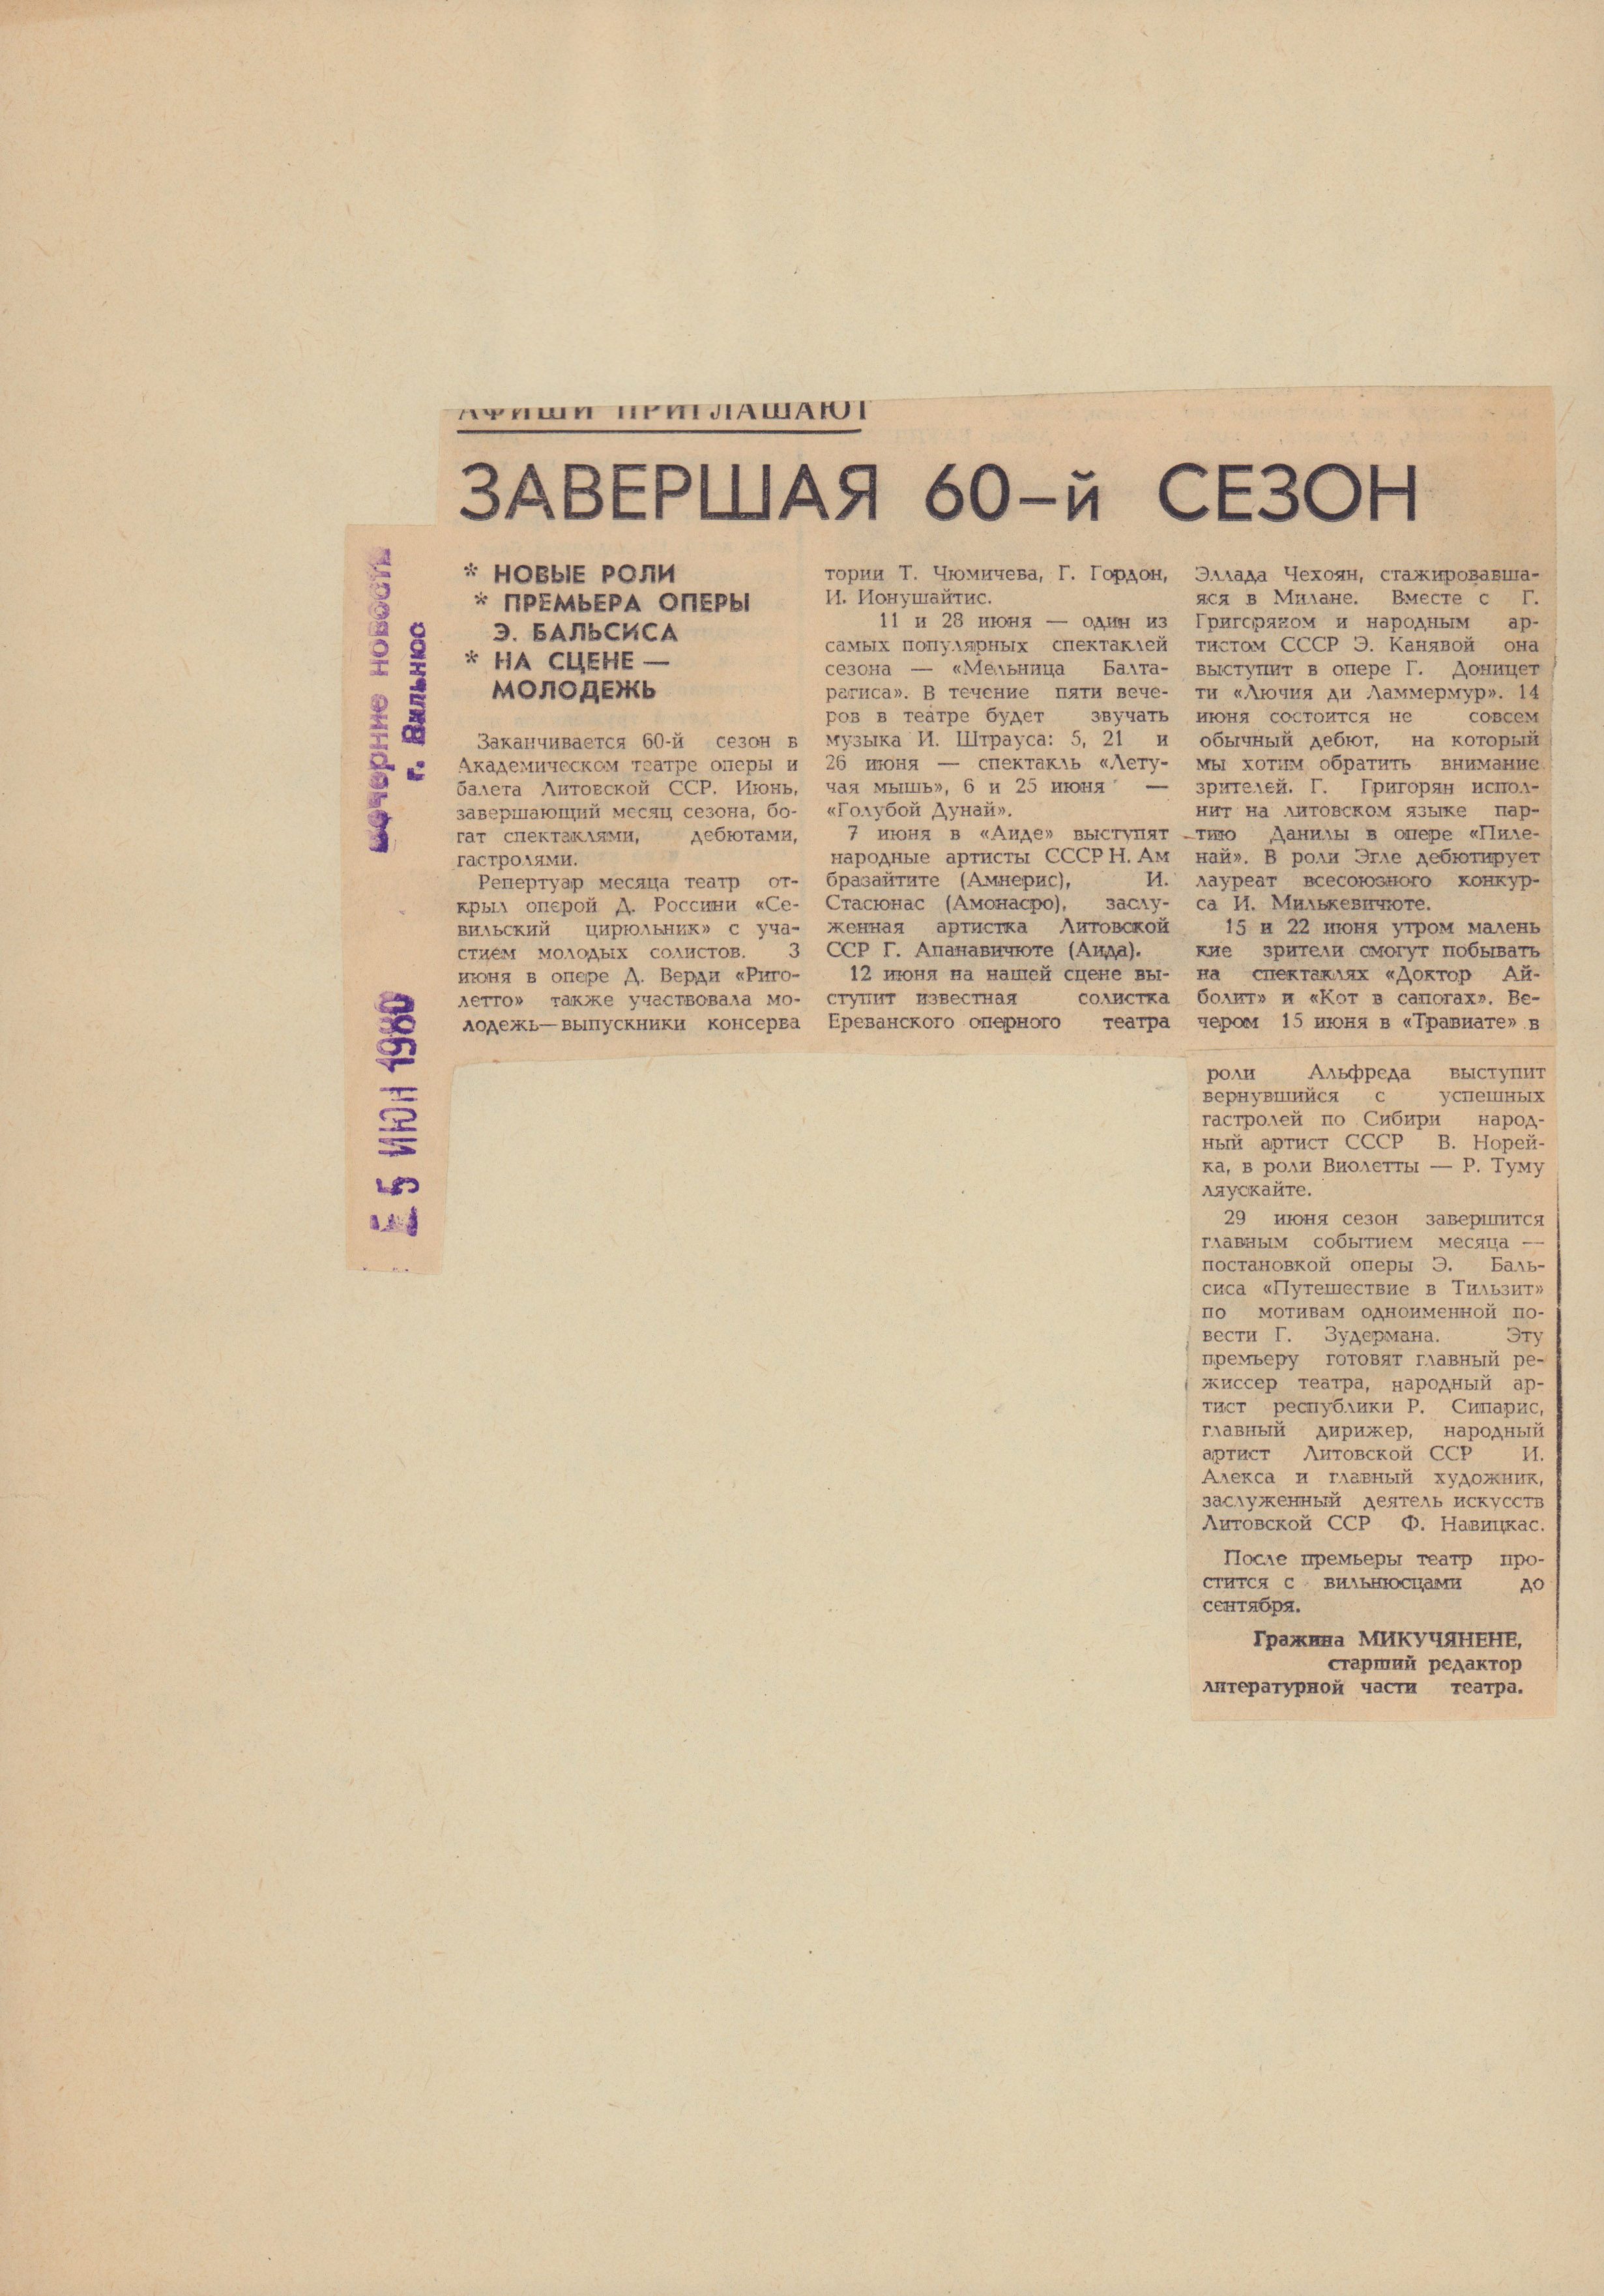 АФИШИ ПРИГЛАШАЮТ
ЗАВЕРШАЯ 60-й СЕЗОН
* НОВЫЕ РОЛИ
* ПРЕМЬЕРА ОПЕРЫ
Э. БАЛЬСИСА
* НА СЦЕНЕ —
МОЛОДЕЖЬ
Заканчивается 60-й сезон в
Академическом театре оперы и
балета Литовской ССР. Июнь,
завершающий месяц сезона, бо-
гат спектаклями, дебютами,
гастролями.
Репертуар месяца театр от-
крыл оперой Д. Россини «Се-
вильский цирюльник» с уча-
стием молодых солистов. 3
июня в опере Д. Верди «Риго-
летто» также участвовала мо-
лодежь—выпускники консерва
тории Т. Чюмичева, Г. Гордон,
И. Ионушайтис.
11 и 28 июня — один из
самых популярных спектаклей
сезона — «Мельница Балта-
рагиса». В течение пяти вече-
ров в театре будет звучать
музыка И. Штрауса: 5, 21 и
26 июня — спектакль «Лету-
чая мышь», 6 и 25 июня —
«Голубой Дунай».
7 июня в «Аиде» выступят
народные артисты СССР Н. Ам
бразайтите (Амнерис), И.
Стасюнас (Амонасро), заслу-
женная артистка Литовской
ССР Г. Апанавичюте (Аида).
12 июня на нашей сцене вы-
ступит известная солистка
Ереванского оперного театра
Эллада Чехоян, стажировавша-
яся в Милане. Вместе с Г.
Григоряном и народным ар-
тистом СССР Э. Канявой она
выступит в опере Г. Доницет
ти «Лючия ди Ламмермур». 14
июня состоится не совсем
обычный дебют, на который
мы хотим обратить внимание
зрителей. Г. Григорян испол-
нит на литовском языке пар-
тию Данилы в опере «Пиле-
най». В роли Эгле дебютирует
лауреат всесоюзного конкур-
са И. Милькевичюте.
15 и 22 июня утром малень
кие зрители смогут побывать
на спектаклях «Доктор Ай-
болит» и «Кот в сапогах». Ве-
чером 15 июня в «Травиате» в
роли Альфреда выступит
вернувшийся с успешных
гастролей по Сибири народ-
ный артист СССР В. Норей-
ка, в роли Виолетты — Р. Туму
ляускайте.
29 июня сезон завершится
главным событием месяца —
постановкой оперы Э. Баль-
сиса «Путешествие в Тильзит»
по мотивам одноименной по-
вести Г. Зудермана. Эту
премьеру готовят главный ре-
жиссер театра, народный ар-
тист республики Р. Сипарис,
главный дирижер, народный
артист Литовской ССР И.
Алекса и главный художник,
заслуженный деятель искусств
Литовской ССР Ф. Навицкас.
После премьеры театр про-
стится с вильнюсцами до
сентября.
Гражина МИКУЧЯНЕНЕ,
старший редактор
литературной части театра.
вечерние новости
г. Вильнюс
5 ИЮН 1980